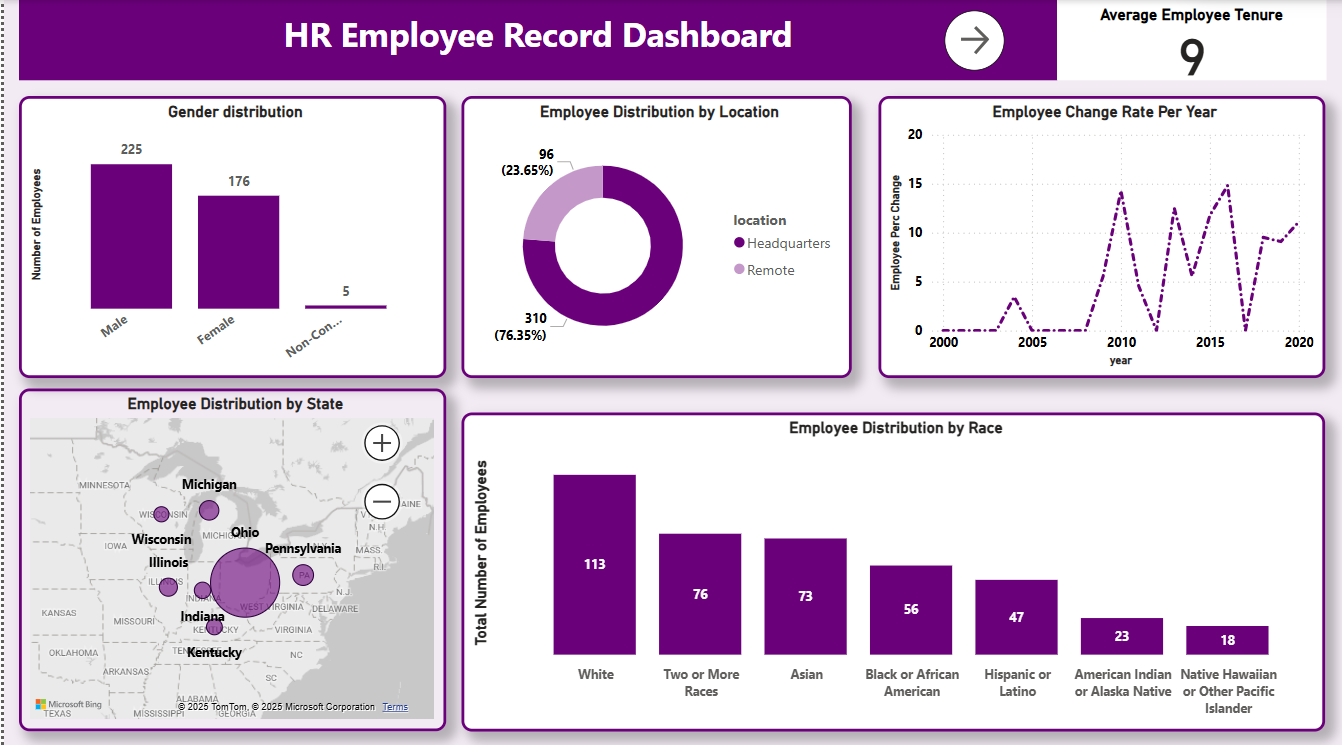 HR Employee Record Dashboard
Average Employee Tenure
9
Gender distribution
Number of Employees
225
176
5
Male
Female
Non-Con...
Employee Distribution by Location
96
(23.65%)
310
(76.35%)
location
Headquarters
Remote
Employee Change Rate Per Year
Employee Perc Change
20
15
10
5
0
2000
2005
2010
2015
2020
year
Employee Distribution by State
MINNESOTA
Michigan
WISCONSIN
Wisconsin
MICHIG
AINE
V
N.H
MASS.
R.I.
IOWA
Ohio
Pennsylvania
PA
Illinois
ILLINOIS
INDIANA
N.J.
WEST VIRGINIA
DELAWARE
KANSAS
MISSOURI
Indiana
KENTUCKY
VIRGINIA
Kentucky
OKLAHOMA
NC
ARKANSAS
SC
ALABAMA
Microsoft Bing
© 2025 TomTom, © 2025 Microsoft Corporation
Terms
TEXAS
MISSISSIPPI
GEORGIA
Employee Distribution by Race
Total Number of Employees
113
76
73
56
47
23
18
White
Two or More
Races
Asian
Black or African
American
Hispanic or
Latino
American Indian
or Alaska Native
Native Hawaiian
or Other Pacific
Islander